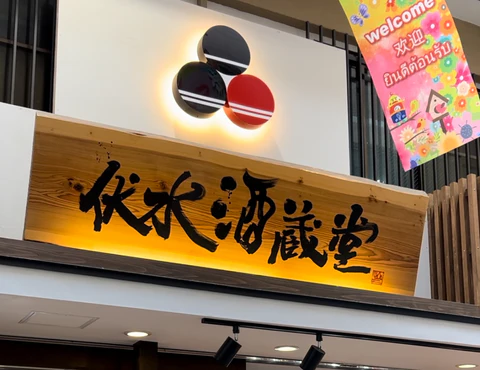 welcome
欢迎
ยินดีต้อนรับ
伏水酒蔵堂